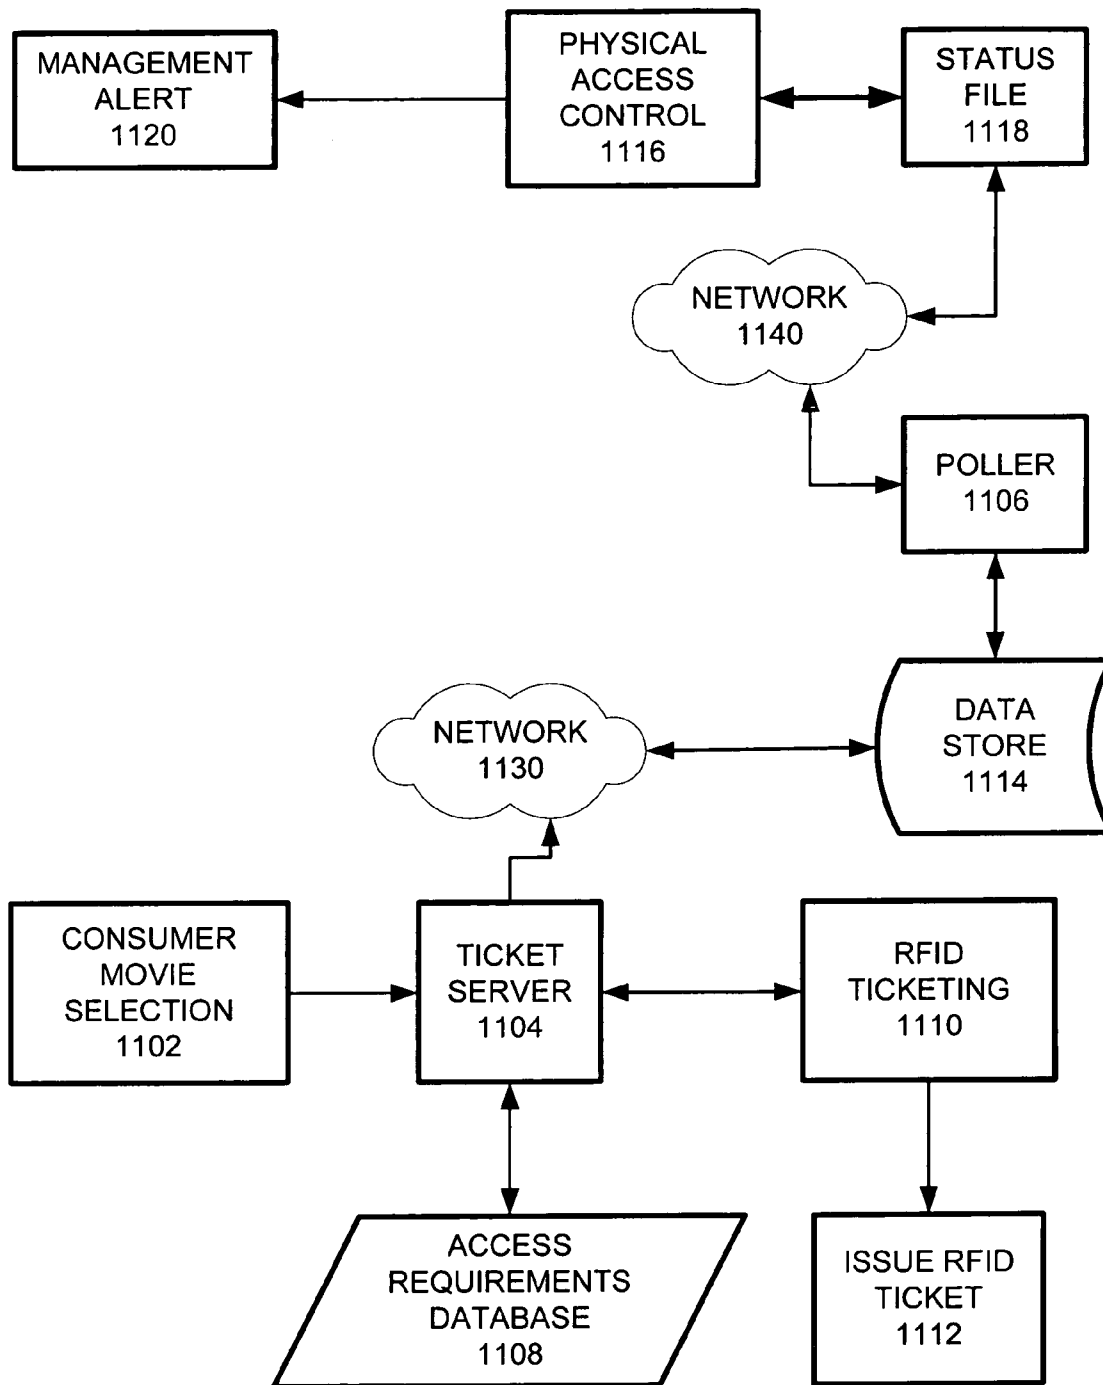 MANAGEMENT
ALERT
1120
PHYSICAL
ACCESS
CONTROL
1116
STATUS
FILE
1118
NETWORK
1140
POLLER
1106
NETWORK
1130
DATA
STORE
1114
CONSUMER
MOVIE
SELECTION
1102
TICKET
SERVER
1104
RFID
TICKETING
1110
ACCESS
REQUIREMENTS
DATABASE
1108
ISSUE RFID
TICKET
1112